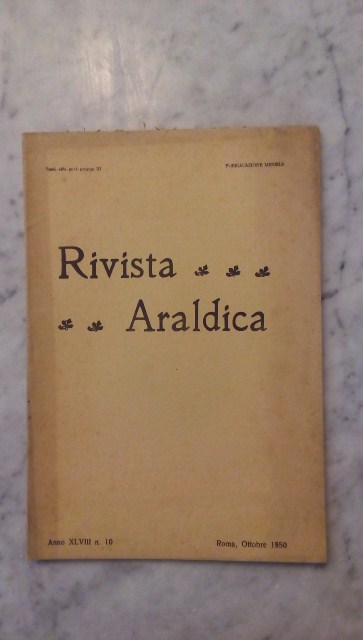 PUBBLICAZIONE MENSILE
Rivista
Araldica
Anno XLVIII n. 10
Roma, Ottobre 1950